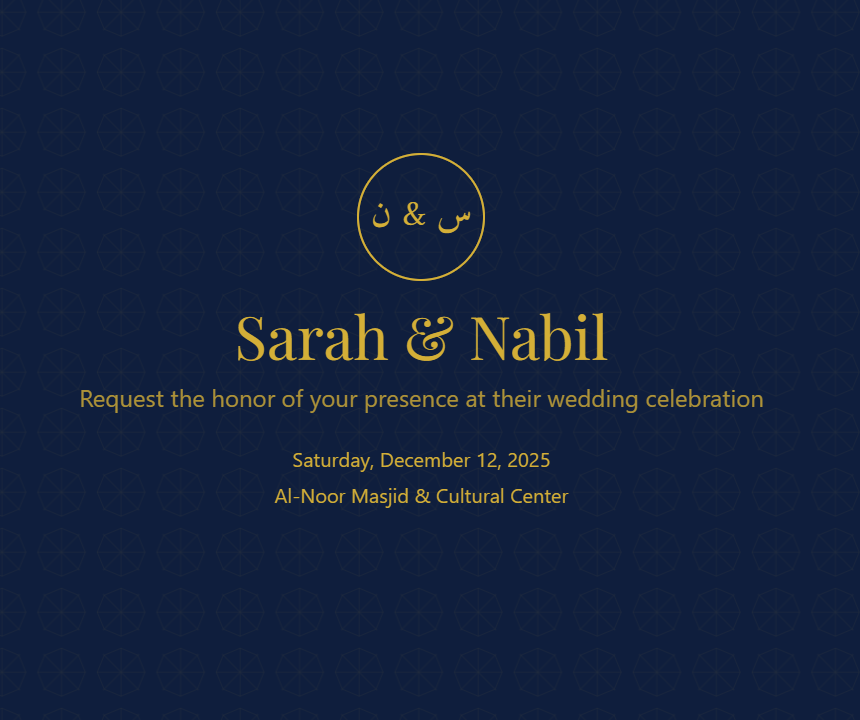 س & ن
Sarah & Nabil
Request the honor of your presence at their wedding celebration
Saturday, December 12, 2025
Al-Noor Masjid & Cultural Center